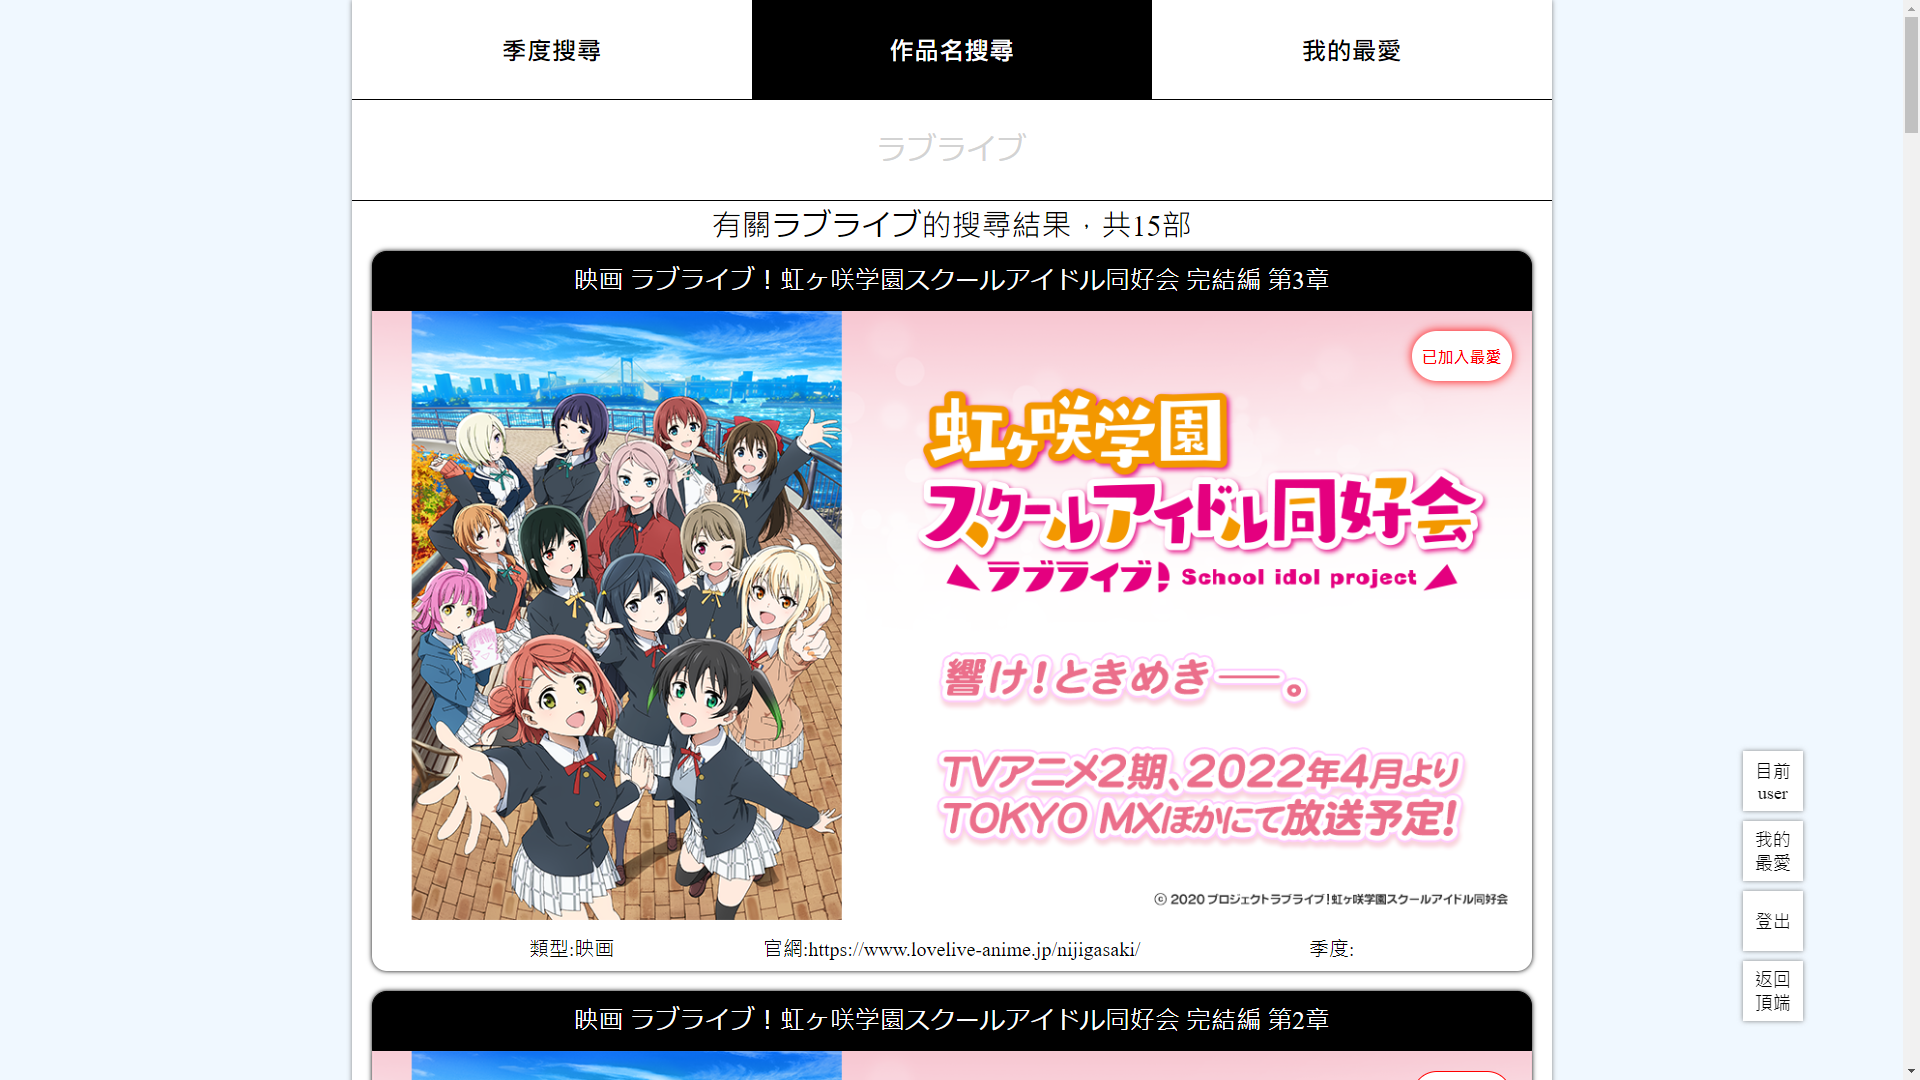 季度搜尋
作品名搜尋
我的最愛
ラブライブ
有關ラブライブ的搜尋結果，共15部
映画 ラブライブ！虹ヶ咲学園スクールアイドル同好会 完結編 第3章
已加入最愛
虹ヶ咲学園
スクールアイドル同好会
ラブライブ! School idol project
響け!ときめき──。
TVアニメ2期、2022年4月より
TOKYO MXほかにて放送予定!
© 2020 プロジェクトラブライブ!虹ヶ咲学園スクールアイドル同好会
類型:映画
官網:https://www.lovelive-anime.jp/nijigasaki/
季度:
映画 ラブライブ！虹ヶ咲学園スクールアイドル同好会 完結編 第2章
目前
user
我的
最愛
登出
返回
頂端